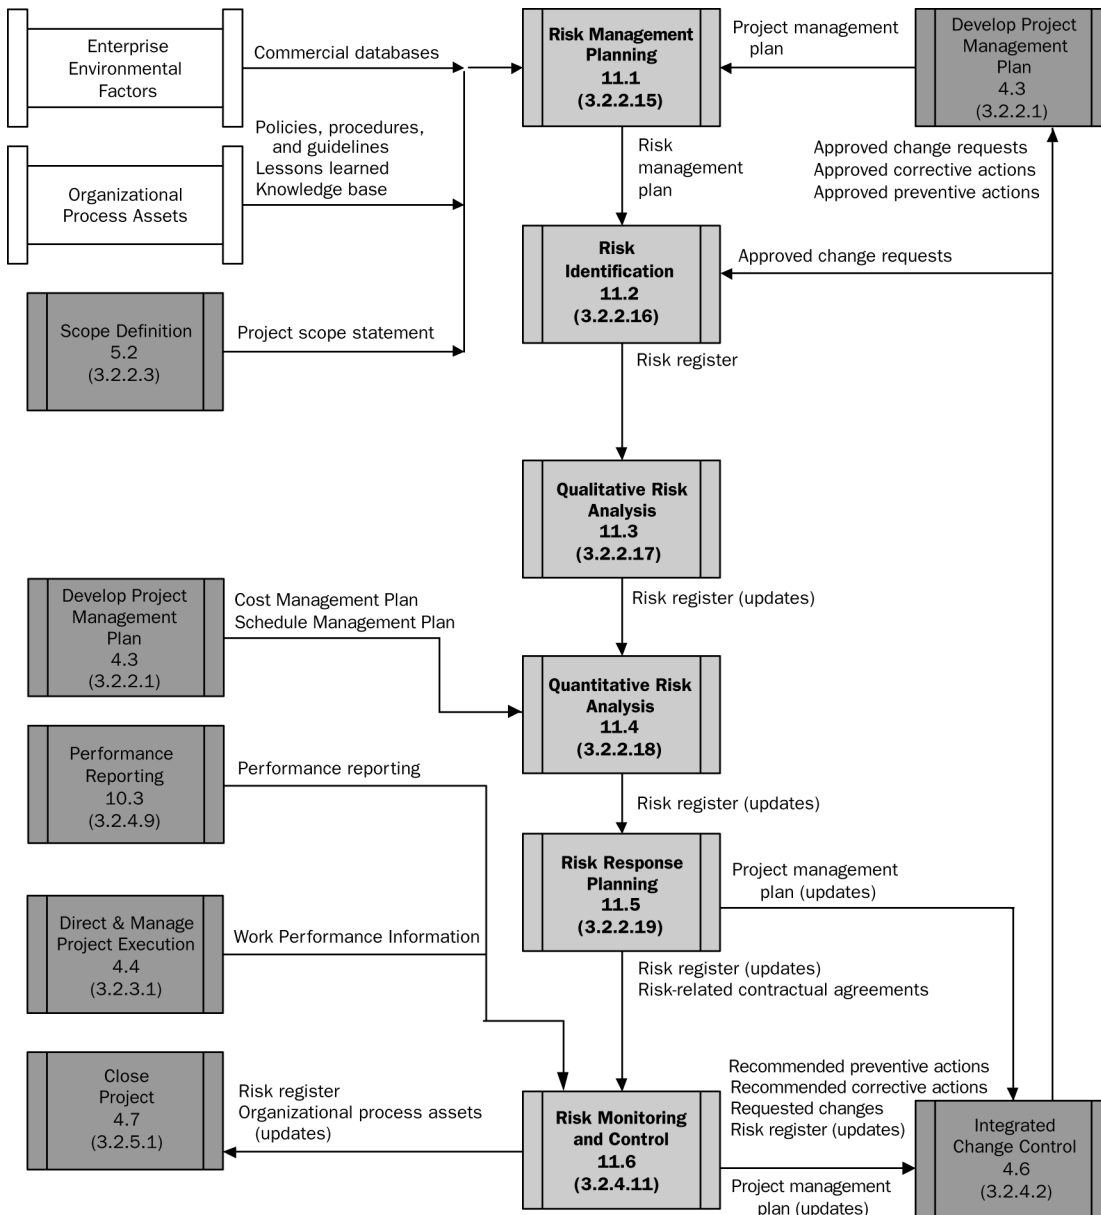 Enterprise
Environmental
Factors
Commercial databases
Risk Management
Planning
11.1
(3.2.2.15)
Project management
plan
Develop Project
Management
Plan
4.3
(3.2.2.1)
Policies, procedures,
and guidelines
Lessons learned
Knowledge base
Organizational
Process Assets
Risk
management
plan
Approved change requests
Approved corrective actions
Approved preventive actions
Risk
Identification
11.2
(3.2.2.16)
Approved change requests
Scope Definition
5.2
(3.2.2.3)
Project scope statement
Risk register
Qualitative Risk
Analysis
11.3
(3.2.2.17)
Risk register (updates)
Develop Project
Management
Plan
4.3
(3.2.2.1)
Cost Management Plan
Schedule Management Plan
Quantitative Risk
Analysis
11.4
(3.2.2.18)
Performance
Reporting
10.3
(3.2.4.9)
Performance reporting
Risk register (updates)
Risk Response
Planning
11.5
(3.2.2.19)
Project management
plan (updates)
Direct & Manage
Project Execution
4.4
(3.2.3.1)
Work Performance Information
Risk register (updates)
Risk-related contractual agreements
Close
Project
4.7
(3.2.5.1)
Risk register
Organizational process assets
(updates)
Risk Monitoring
and Control
11.6
(3.2.4.11)
Recommended preventive actions
Recommended corrective actions
Requested changes
Risk register (updates)
Project management
plan (updates)
Integrated
Change Control
4.6
(3.2.4.2)